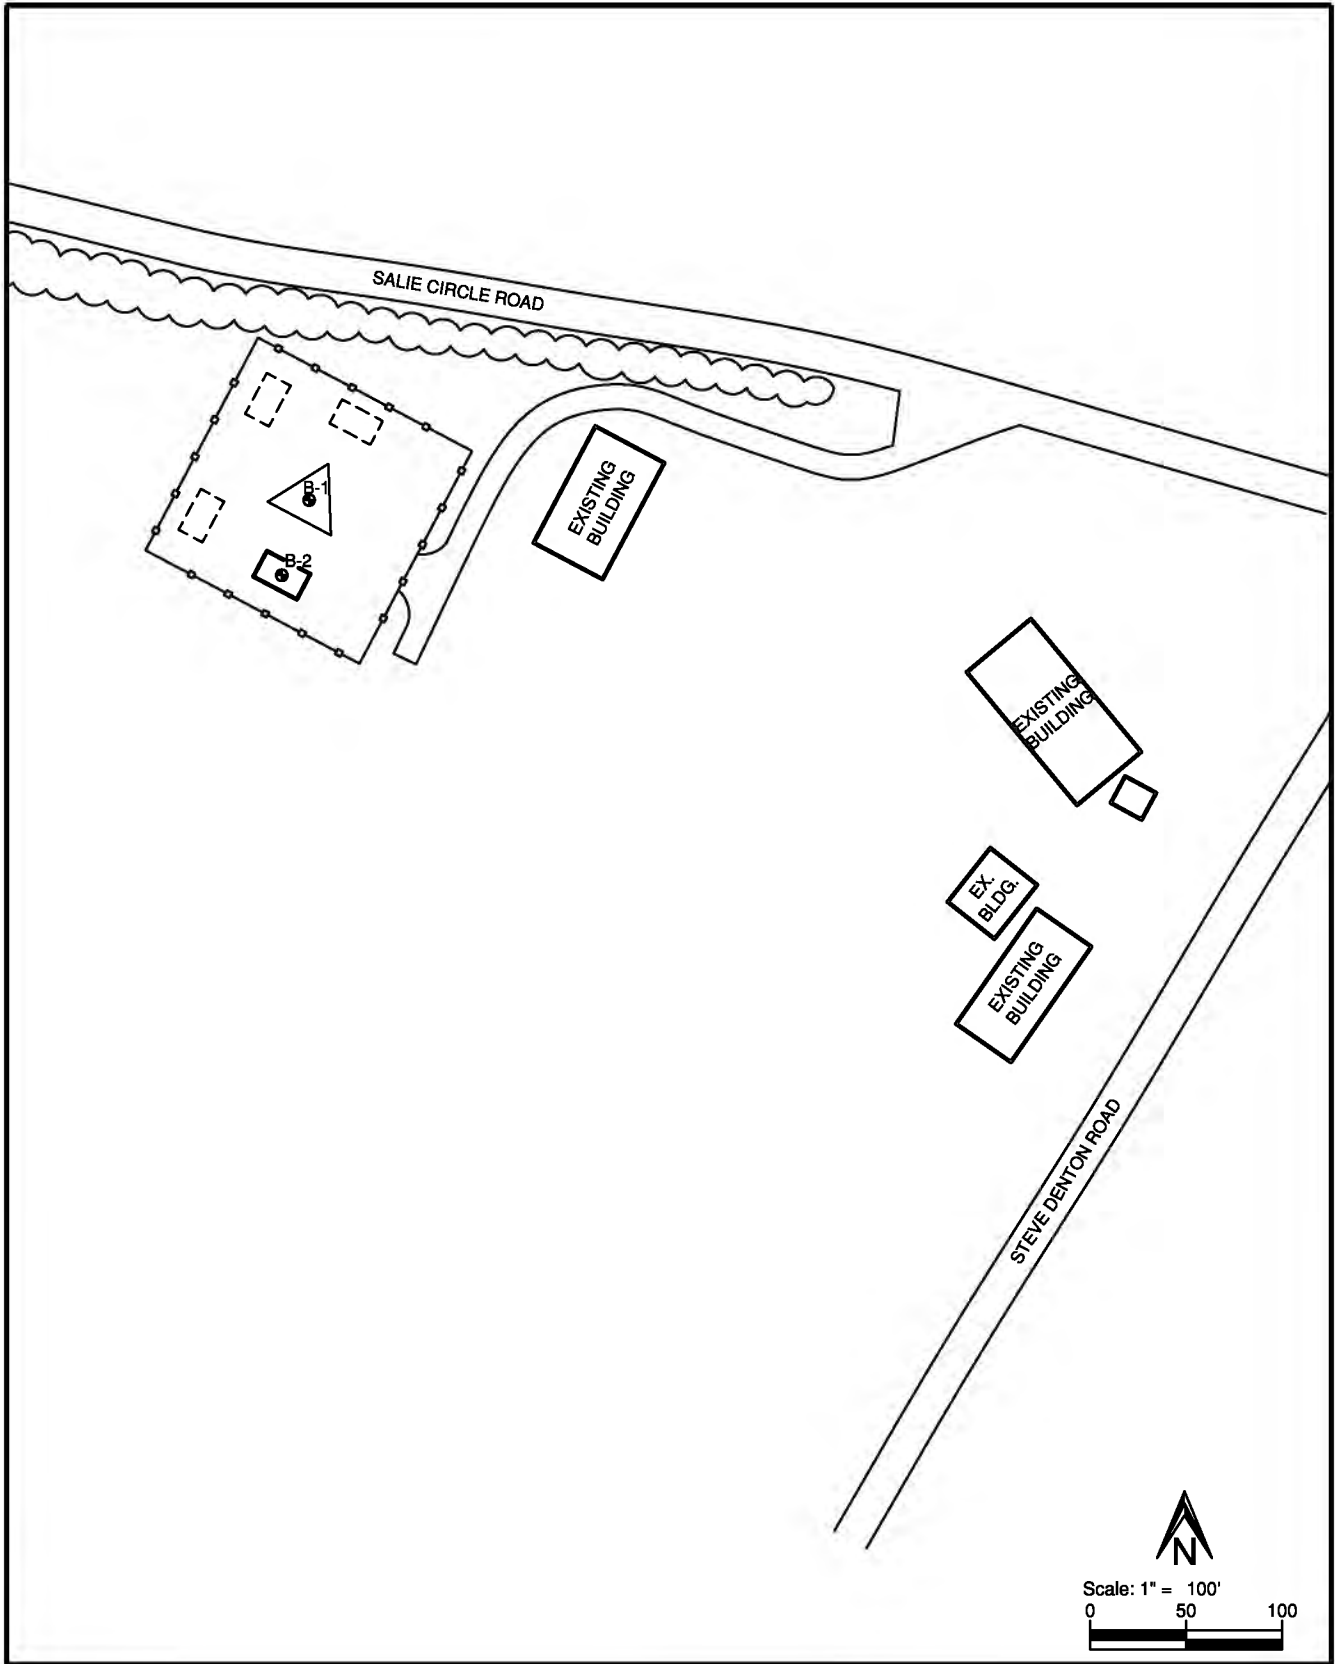 SALIE CIRCLE ROAD
B-1
B-2
EXISTING
BUILDING
EXISTING
BUILDING
EX.
BLDG.
EXISTING
BUILDING
STEVE DENTON ROAD
N
Scale: 1" = 100'
0 50 100